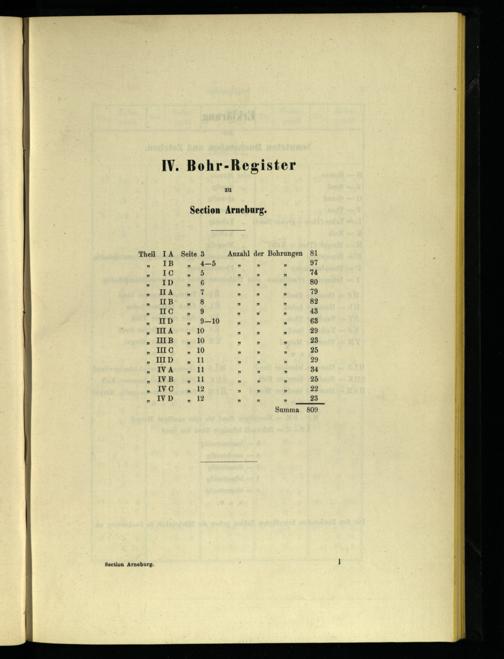 IV. Bohr-Register
zu
Section Arneburg.
Theil I A Seite 3 Anzahl der Bohrungen 81
„ I B „ 4—5 „ „ „ 97
„ I C „ 5 „ „ „ 74
„ I D „ 6 „ „ „ 80
„ II A „ 7 „ „ „ 79
„ II B „ 8 „ „ „ 82
„ II C „ 9 „ „ „ 43
„ II D „ 9—10 „ „ „ 63
„ III A „ 10 „ „ „ 29
„ III B „ 10 „ „ „ 23
„ III C „ 10 „ „ „ 25
„ III D „ 11 „ „ „ 29
„ IV A „ 11 „ „ „ 34
„ IV B „ 11 „ „ „ 25
„ IV C „ 12 „ „ „ 22
„ IV D „ 12 „ „ „ 23
Summa 809
Section Arneburg. 1